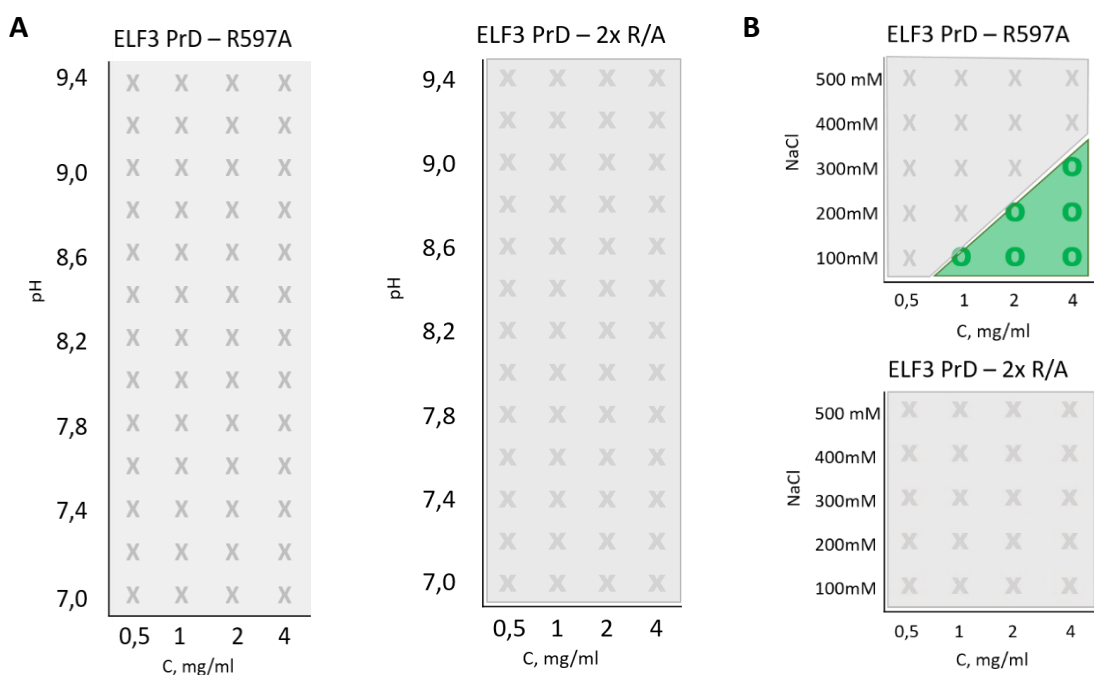 A
ELF3 PrD – R597A
9,4 X X X X
X X X X
9,0 X X X X
X X X X
8,6 X X X X
X X X X
8,2 X X X X
X X X X
7,8 X X X X
X X X X
7,4 X X X X
X X X X
7,0 X X X X
pH
0,5 1 2 4
C, mg/ml
ELF3 PrD – 2x R/A
9,4 X X X X
X X X X
9,0 X X X X
X X X X
8,6 X X X X
X X X X
8,2 X X X X
X X X X
7,8 X X X X
X X X X
7,4 X X X X
X X X X
7,0 X X X X
pH
0,5 1 2 4
C, mg/ml
B
ELF3 PrD – R597A
500 mM X X X X
400mM X X X X
300mM X X X O
200mM X X O O
100mM X O O O
NaCl
0,5 1 2 4
C, mg/ml
ELF3 PrD – 2x R/A
500 mM X X X X
400mM X X X X
300mM X X X X
200mM X X X X
100mM X X X X
NaCl
0,5 1 2 4
C, mg/ml